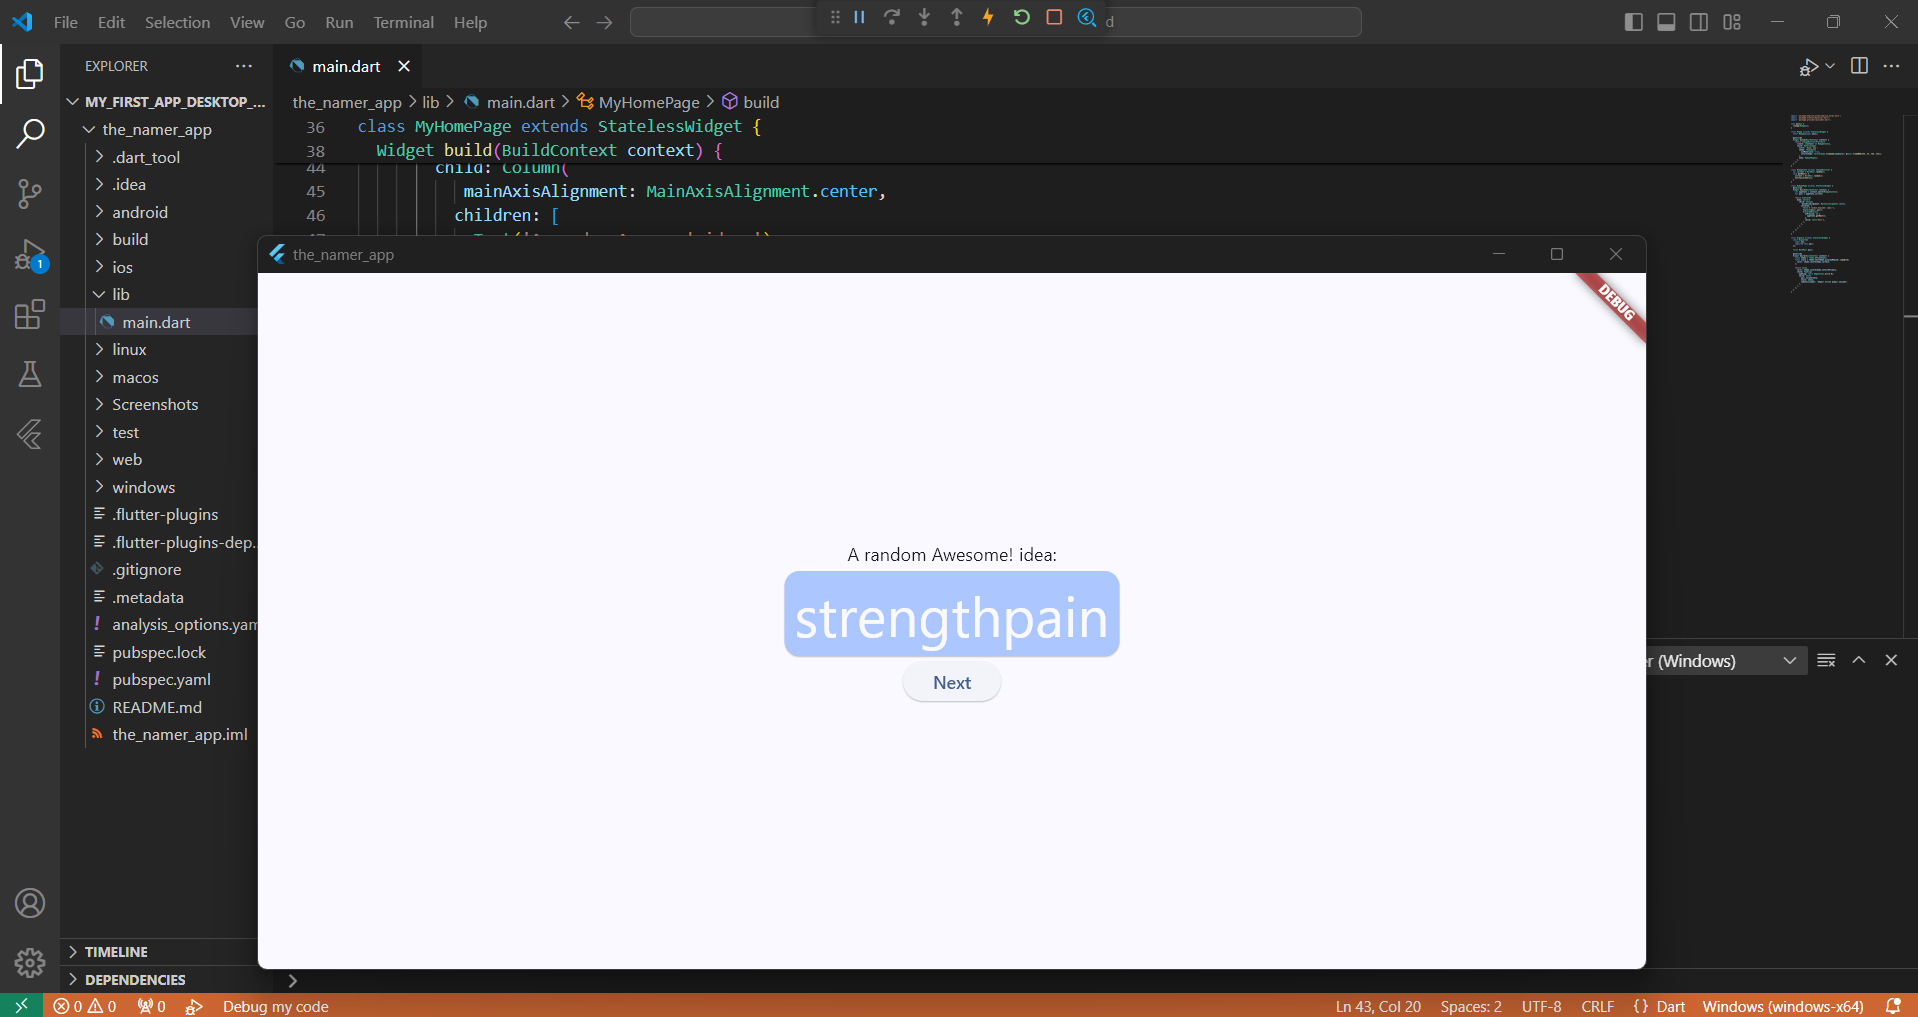 File Edit Selection View Go Run Terminal Help
d
EXPLORER
main.dart
MY_FIRST_APP_DESKTOP_...
the_namer_app
.dart_tool
.idea
android
build
ios
lib
main.dart
linux
macos
Screenshots
test
web
windows
.flutter-plugins
.flutter-plugins-dep...
.gitignore
.metadata
analysis_options.yam
pubspec.lock
pubspec.yaml
README.md
the_namer_app.iml
TIMELINE
DEPENDENCIES
the_namer_app > lib > main.dart > MyHomePage > build
36 class MyHomePage extends StatelessWidget {
38 Widget build(BuildContext context) {
44 child: Column(
45 mainAxisAlignment: MainAxisAlignment.center,
46 children: [
the_namer_app
DEBUG
A random Awesome! idea:
strengthpain
Next
r (Windows)
1
0 0 0 Debug my code
Ln 43, Col 20 Spaces: 2 UTF-8 CRLF {} Dart Windows (windows-x64)